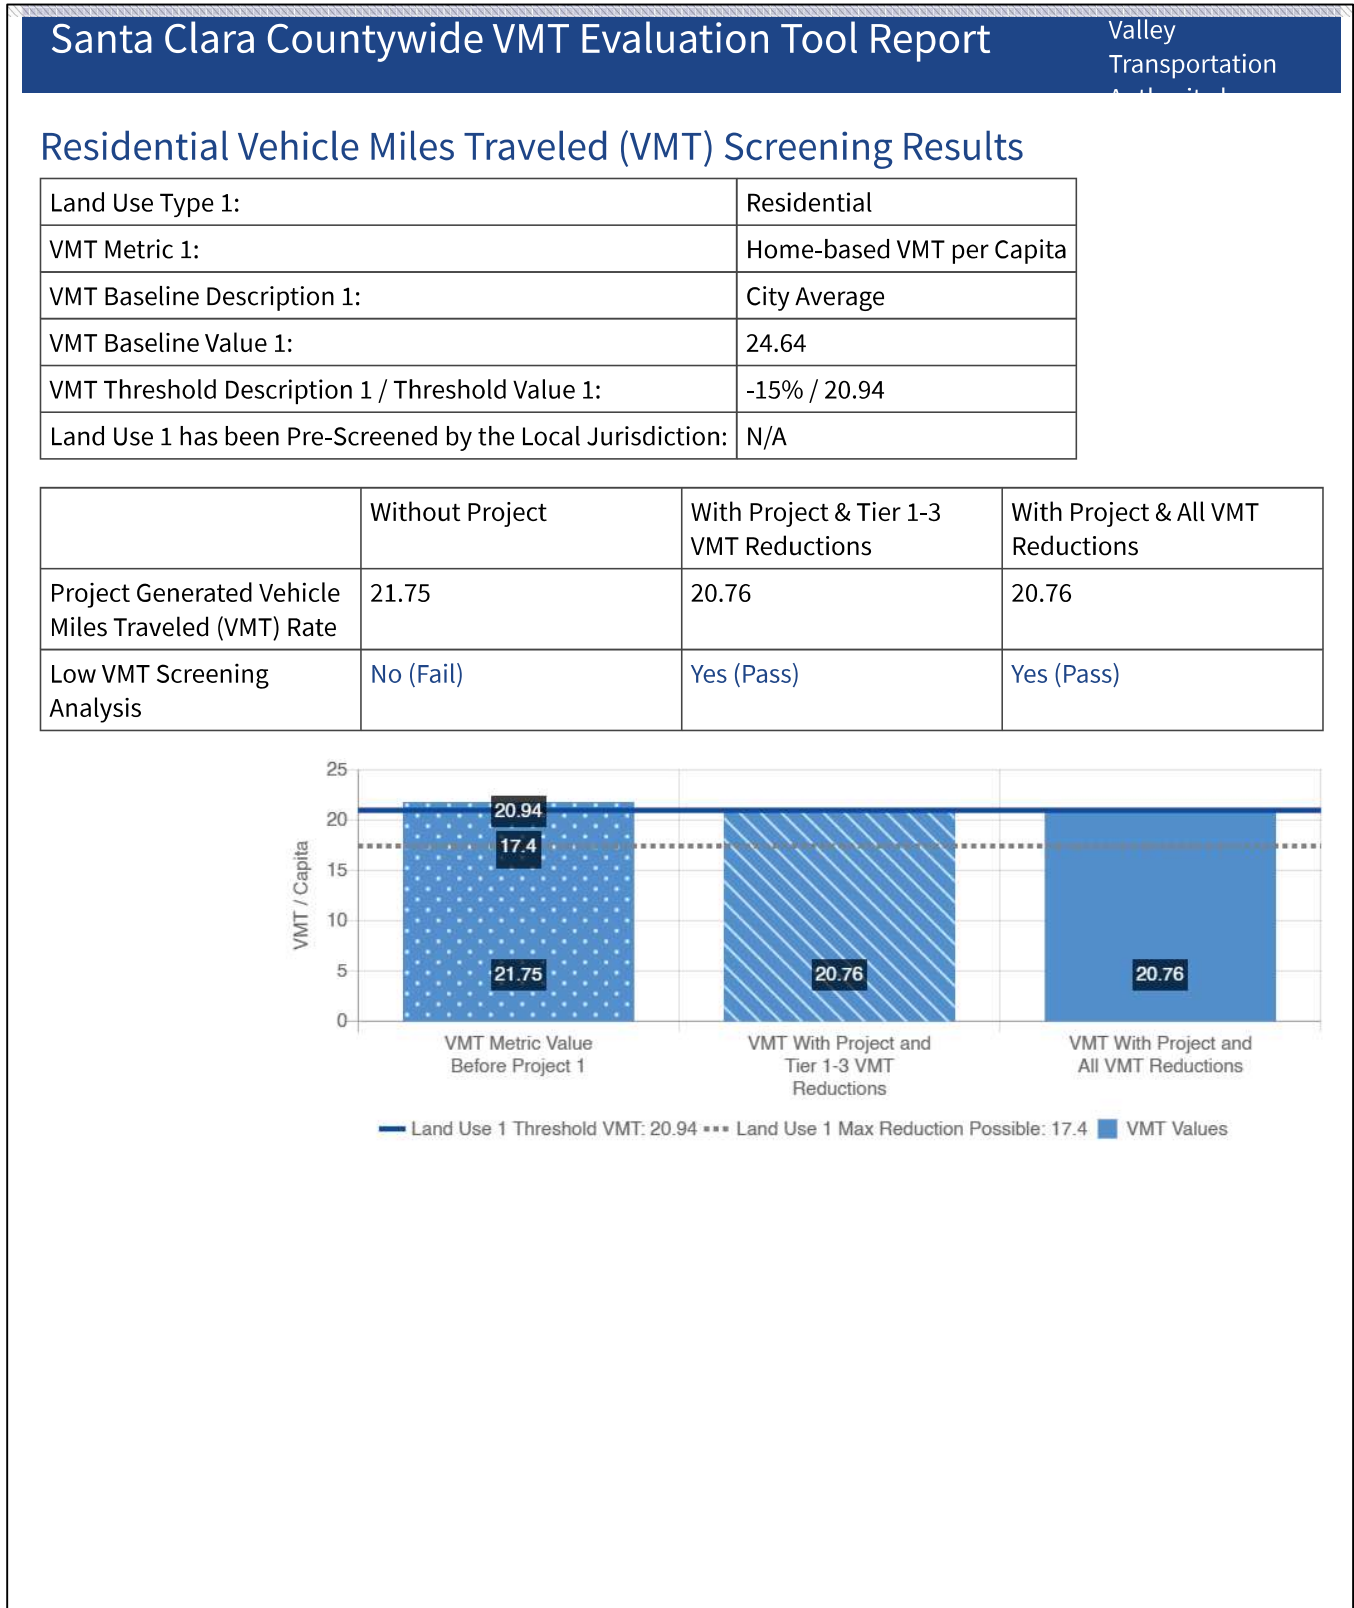 Santa Clara Countywide VMT Evaluation Tool Report
Valley
Transportation
Residential Vehicle Miles Traveled (VMT) Screening Results
Land Use Type 1: Residential
VMT Metric 1: Home-based VMT per Capita
VMT Baseline Description 1: City Average
VMT Baseline Value 1: 24.64
VMT Threshold Description 1 / Threshold Value 1: -15% / 20.94
Land Use 1 has been Pre-Screened by the Local Jurisdiction: N/A
Without Project With Project & Tier 1-3 With Project & All VMT
VMT Reductions Reductions
Project Generated Vehicle 21.75 20.76 20.76
Miles Traveled (VMT) Rate
Low VMT Screening No (Fail) Yes (Pass) Yes (Pass)
Analysis
25
20
15
10
5
0
VMT / Capita
20.94
17.4
21.75 20.76 20.76
VMT Metric Value VMT With Project and VMT With Project and
Before Project 1 Tier 1-3 VMT All VMT Reductions
Reductions
Land Use 1 Threshold VMT: 20.94 Land Use 1 Max Reduction Possible: 17.4 VMT Values